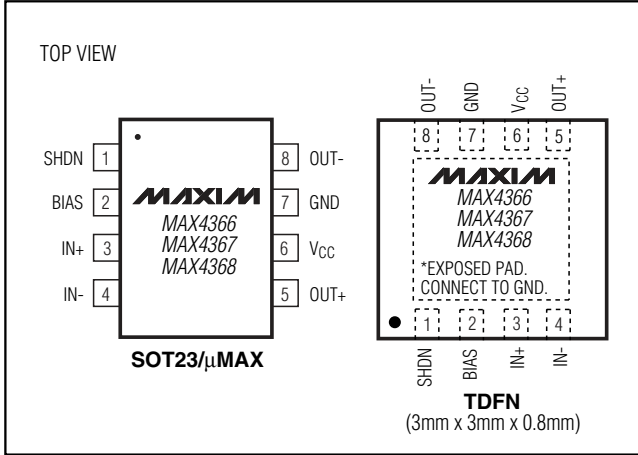 TOP VIEW
SHDN 1
BIAS 2
IN+ 3
IN- 4
MAXIM
MAX4366
MAX4367
MAX4368
8 OUT-
7 GND
6 VCC
5 OUT+
SOT23/µMAX
OUT- GND VCC OUT+
8 7 6 5
MAXIM
MAX4366
MAX4367
MAX4368
*EXPOSED PAD.
CONNECT TO GND.
1 2 3 4
SHDN BIAS IN+ IN-
TDFN
(3mm x 3mm x 0.8mm)